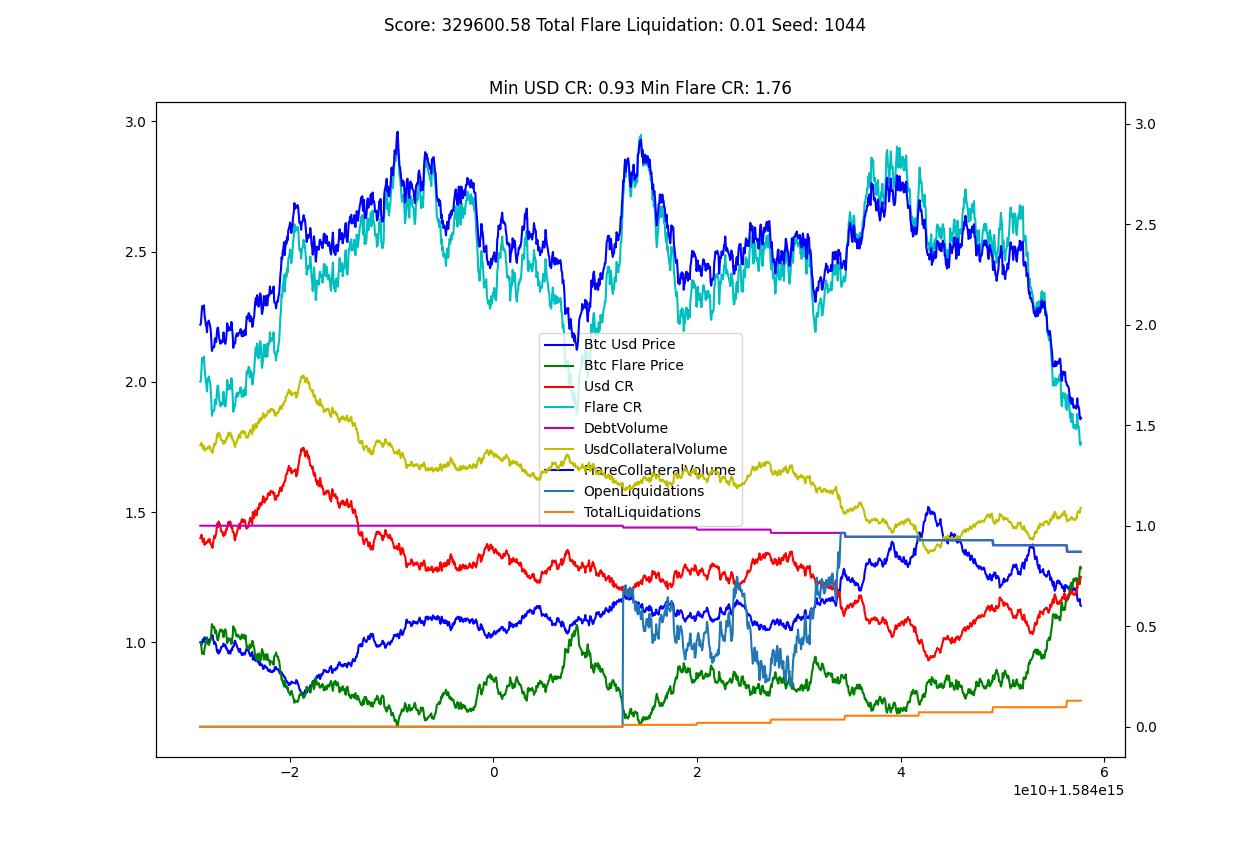 Score: 329600.58 Total Flare Liquidation: 0.01 Seed: 1044
Min USD CR: 0.93 Min Flare CR: 1.76
3.0
2.5
2.0
1.5
1.0
3.0
2.5
2.0
1.5
1.0
0.5
0.0
Btc Usd Price
Btc Flare Price
Usd CR
Flare CR
DebtVolume
UsdCollateralVolume
FlareCollateralVolume
OpenLiquidations
TotalLiquidations
−2 0 2 4 6
1e10+1.584e15